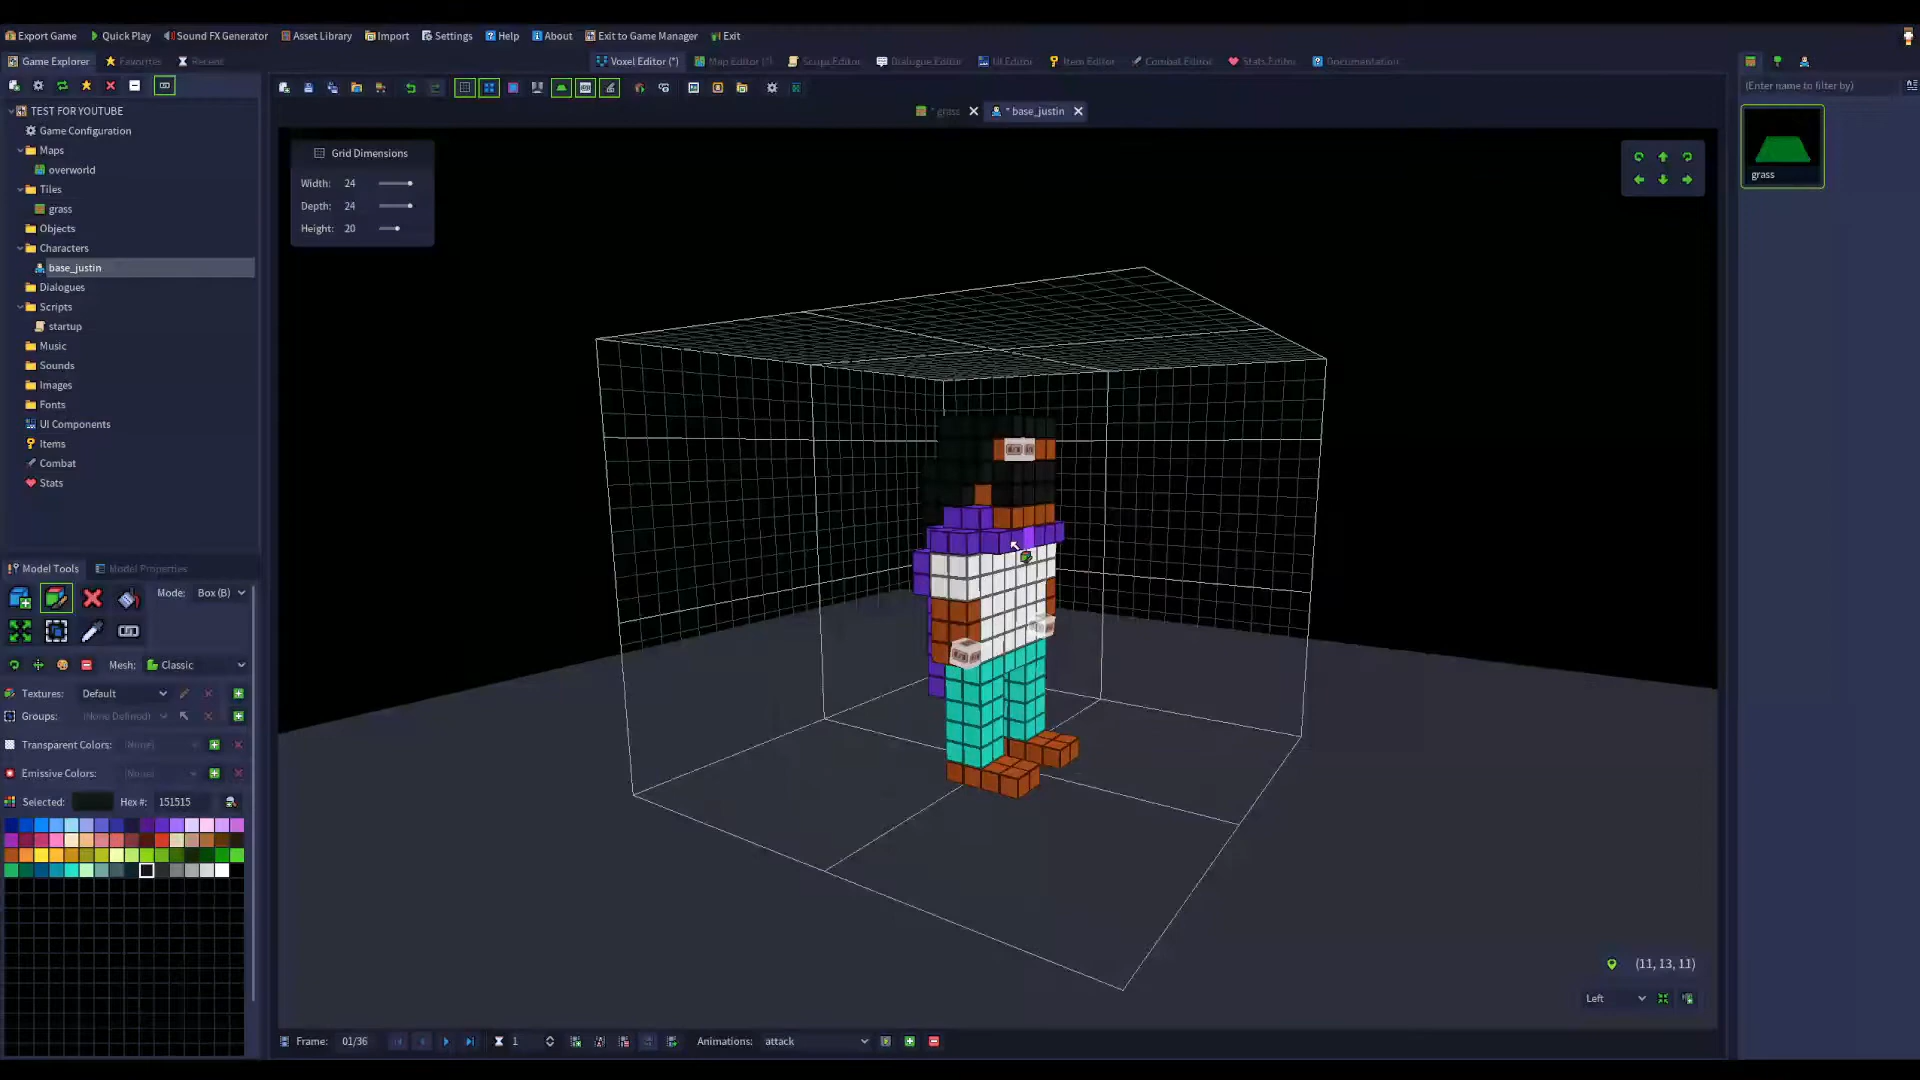 Export Game Quick Play Sound FX Generator Asset Library Import Settings Help About Exit to Game Manager Exit
Game Explorer Favorites Recent Voxel Editor (*) Map Editor (*) Script Editor Dialogue Editor UI Editor Item Editor Combat Editor Stats Editor Documentation
(Enter name to filter by)
* grass * base_justin
TEST FOR YOUTUBE
Game Configuration
Maps
overworld
Tiles
grass
Objects
Characters
base_justin
Dialogues
Scripts
startup
Music
Sounds
Images
Fonts
UI Components
Items
Combat
Stats
Grid Dimensions
Width: 24
Depth: 24
Height: 20
grass
Model Tools Model Properties
Mode: Box (B)
Mesh: Classic
Textures: Default
Groups: (None Defined)
Transparent Colors: (None)
Emissive Colors: (None)
Selected: Hex #: 151515
(11, 13, 11)
Left
Frame: 01/36 1 Animations: attack